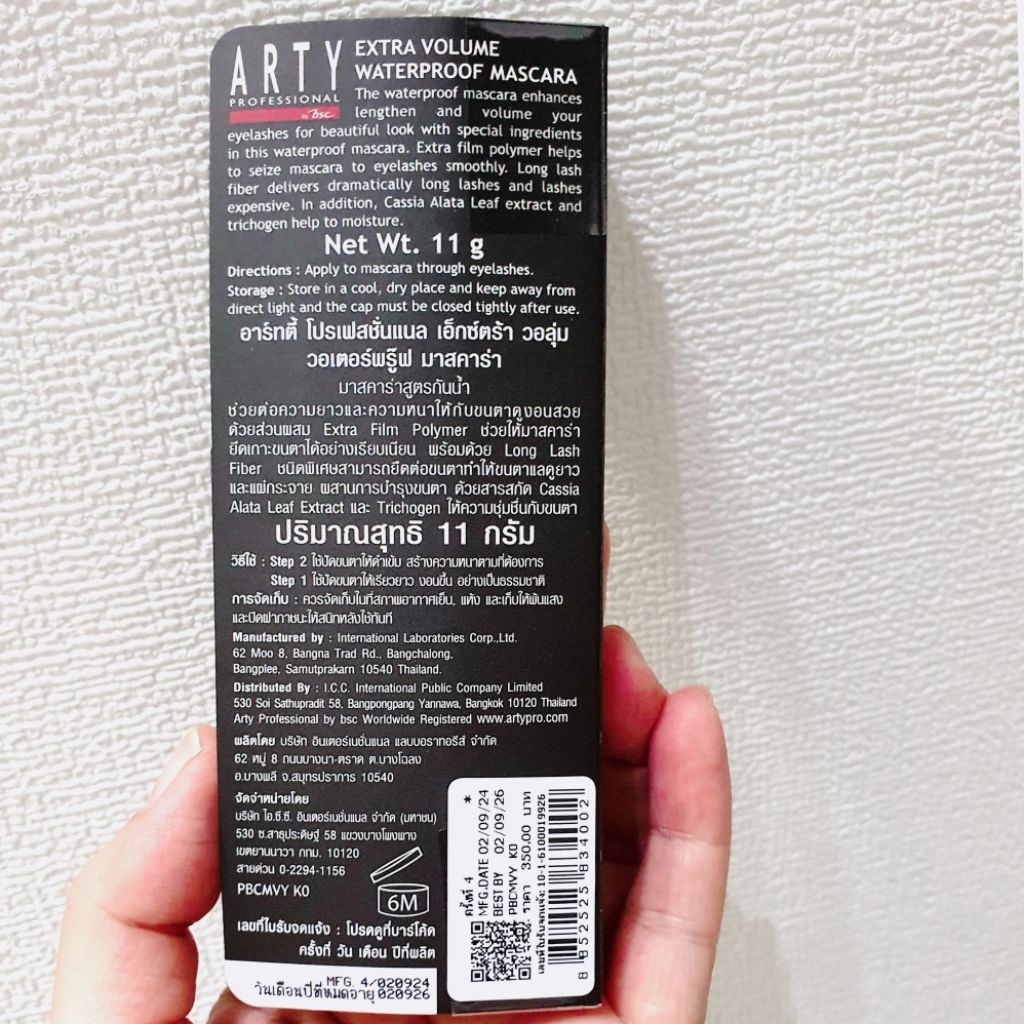 ARTY
PROFESSIONAL
by bsc
EXTRA VOLUME
WATERPROOF MASCARA
The waterproof mascara enhances
lengthen and volume your
eyelashes for beautiful look with special ingredients
in this waterproof mascara. Extra film polymer helps
to seize mascara to eyelashes smoothly. Long lash
fiber delivers dramatically long lashes and lashes
expensive. In addition, Cassia Alata Leaf extract and
trichogen help to moisture.
Net Wt. 11 g
Directions : Apply to mascara through eyelashes.
Storage : Store in a cool, dry place and keep away from
direct light and the cap must be closed tightly after use.
อาร์ทตี้ โปรเฟสชั่นแนล เอ็กซ์ตร้า วอลุ่ม
วอเตอร์พรู๊ฟ มาสคาร่า
มาสคาร่าสูตรกันน้ำ
ช่วยต่อความยาวและความหนาให้กับขนตาดูงอนสวย
ด้วยส่วนผสม Extra Film Polymer ช่วยให้มาสคาร่า
ยึดเกาะขนตาได้อย่างเรียบเนียน พร้อมด้วย Long Lash
Fiber ชนิดพิเศษสามารถยึดต่อขนตาทำให้ขนตาแลดูยาว
และแผ่กระจาย ผสานการบำรุงขนตา ด้วยสารสกัด Cassia
Alata Leaf Extract และ Trichogen ให้ความชุ่มชื่นกับขนตา
ปริมาณสุทธิ 11 กรัม
วิธีใช้ : Step 2 ใช้ปัดขนตาให้ดำเข้ม สร้างความหนาตามที่ต้องการ
Step 1 ใช้ปัดขนตาให้เรียวยาว งอนขึ้น อย่างเป็นธรรมชาติ
การจัดเก็บ : ควรจัดเก็บในที่สภาพอากาศเย็น, แห้ง และเก็บให้พ้นแสง
และปิดฝาภาชนะให้สนิทหลังใช้ทันที
Manufactured by : International Laboratories Corp.,Ltd.
62 Moo 8, Bangna Trad Rd., Bangchalong,
Bangplee, Samutprakarn 10540 Thailand.
Distributed By : I.C.C. International Public Company Limited
530 Soi Sathupradit 58, Bangpongpang Yannawa, Bangkok 10120 Thailand
Arty Professional by bsc Worldwide Registered www.artypro.com
ผลิตโดย บริษัท อินเตอร์เนชั่นแนล แลบบอราทอรีส์ จำกัด
62 หมู่ 8 ถนนบางนา-ตราด ต.บางโฉลง
อ.บางพลี จ.สมุทรปราการ 10540
จัดจำหน่ายโดย
บริษัท ไอ.ซี.ซี. อินเตอร์เนชั่นแนล จำกัด (มหาชน)
530 ซ.สาธุประดิษฐ์ 58 แขวงบางโพงพาง
เขตยานนาวา กทม. 10120
สายด่วน 0-2294-1156
PBCMVY K0
6M
เลขที่ใบรับจดแจ้ง : โปรดดูที่บาร์โค้ด
ครั้งที่ วัน เดือน ปีที่ผลิต
MFG. 4/020924
วันเดือนปีที่หมดอายุ 020926
ครั้งที่ 4 *
MFG.DATE 02/09/24
BEST BY 02/09/26
PBCMVY K0
ราคา 350.00 บาท
เลขที่ใบรับจดแจ้ง: 10-1-6100019926
8 852525 834002